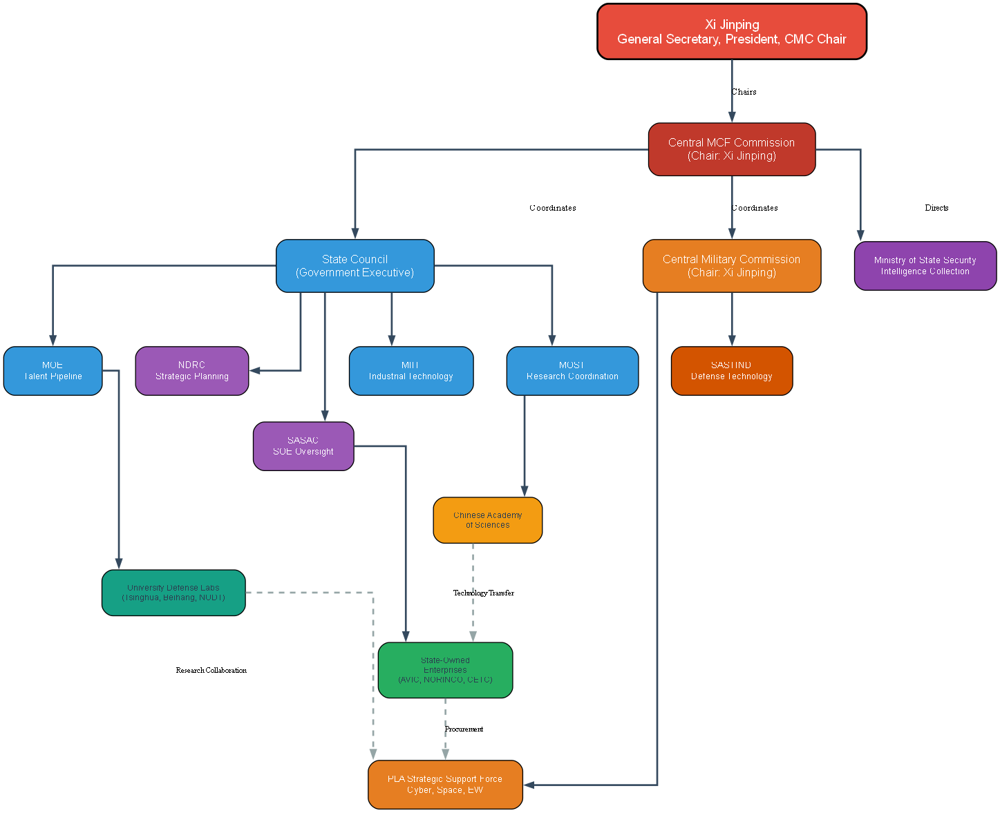 Xi Jinping
General Secretary, President, CMC Chair
Chairs
Central MCF Commission
(Chair: Xi Jinping)
Coordinates
Coordinates
Directs
State Council
(Government Executive)
Central Military Commission
(Chair: Xi Jinping)
Ministry of State Security
Intelligence Collection
MOE
Talent Pipeline
NDRC
Strategic Planning
MIIT
Industrial Technology
MOST
Research Coordination
SASTIND
Defense Technology
SASAC
SOE Oversight
Chinese Academy
of Sciences
University Defense Labs
(Tsinghua, Beihang, NUDT)
Technology Transfer
Research Collaboration
State-Owned
Enterprises
(AVIC, NORINCO, CETC)
Procurement
PLA Strategic Support Force
Cyber, Space, EW